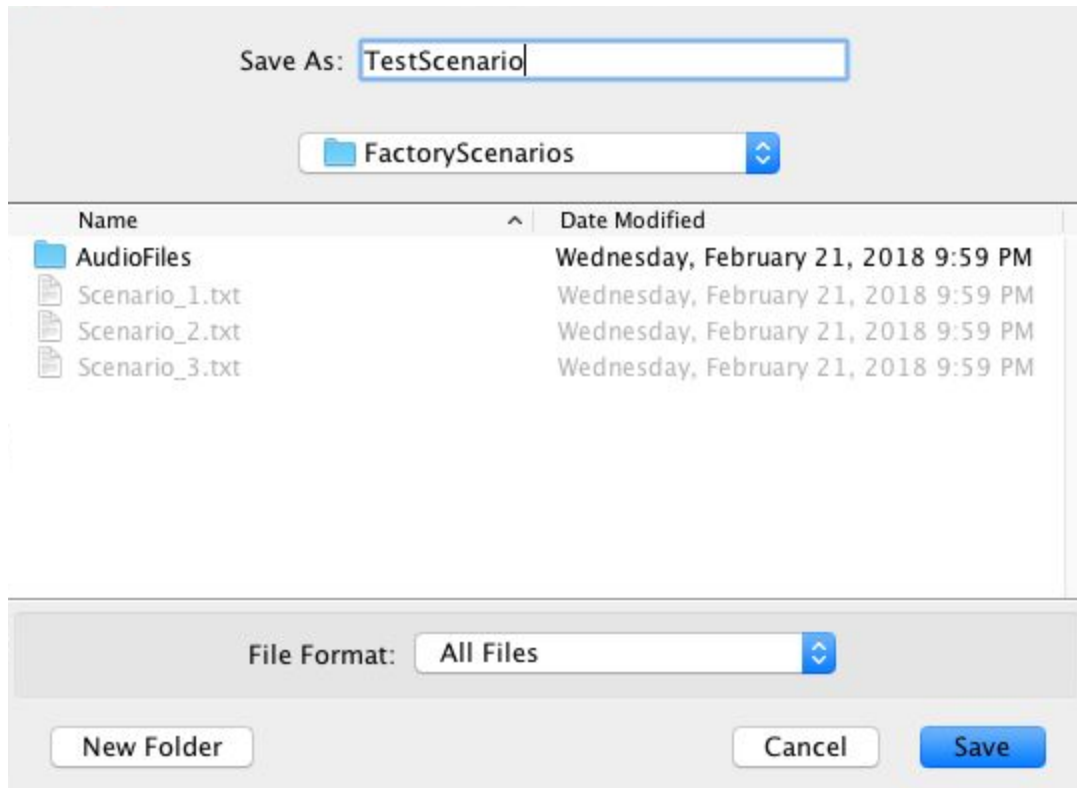 Save As: TestScenario
FactoryScenarios
Name Date Modified
AudioFiles Wednesday, February 21, 2018 9:59 PM
Scenario_1.txt Wednesday, February 21, 2018 9:59 PM
Scenario_2.txt Wednesday, February 21, 2018 9:59 PM
Scenario_3.txt Wednesday, February 21, 2018 9:59 PM
File Format: All Files
New Folder Cancel Save